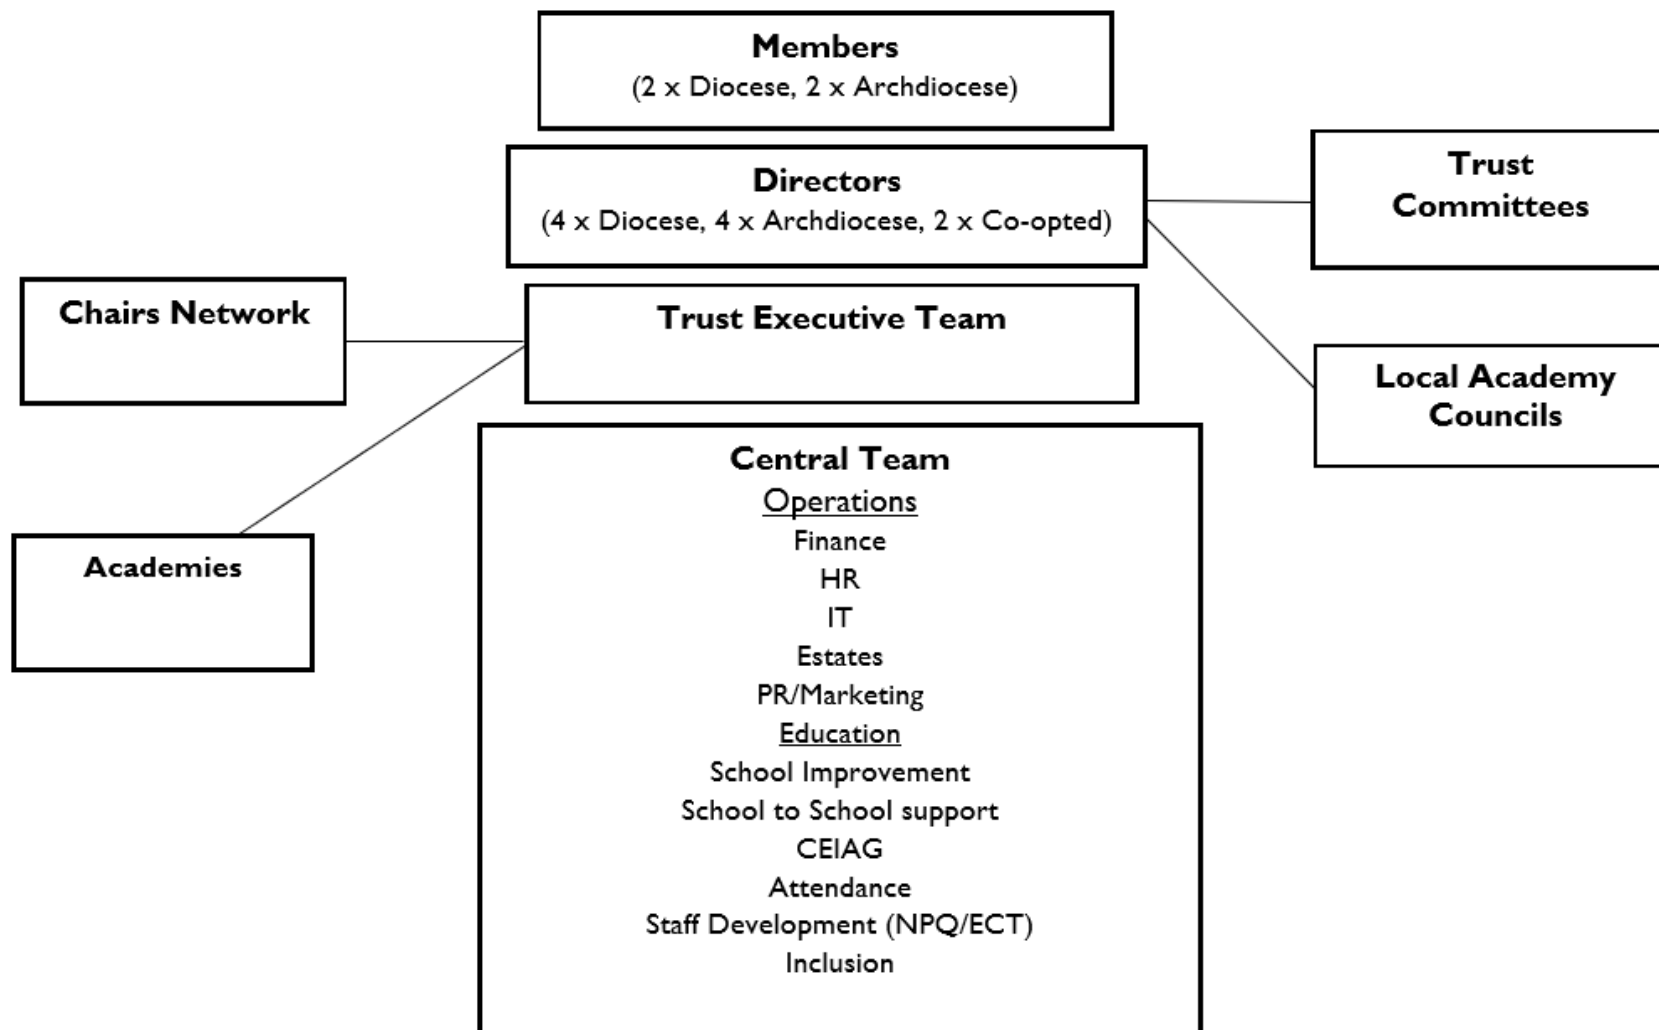 Members
(2 x Diocese, 2 x Archdiocese)
Directors
(4 x Diocese, 4 x Archdiocese, 2 x Co-opted)
Trust
Committees
Chairs Network
Trust Executive Team
Local Academy
Councils
Academies
Central Team
Operations
Finance
HR
IT
Estates
PR/Marketing
Education
School Improvement
School to School support
CEIAG
Attendance
Staff Development (NPQ/ECT)
Inclusion